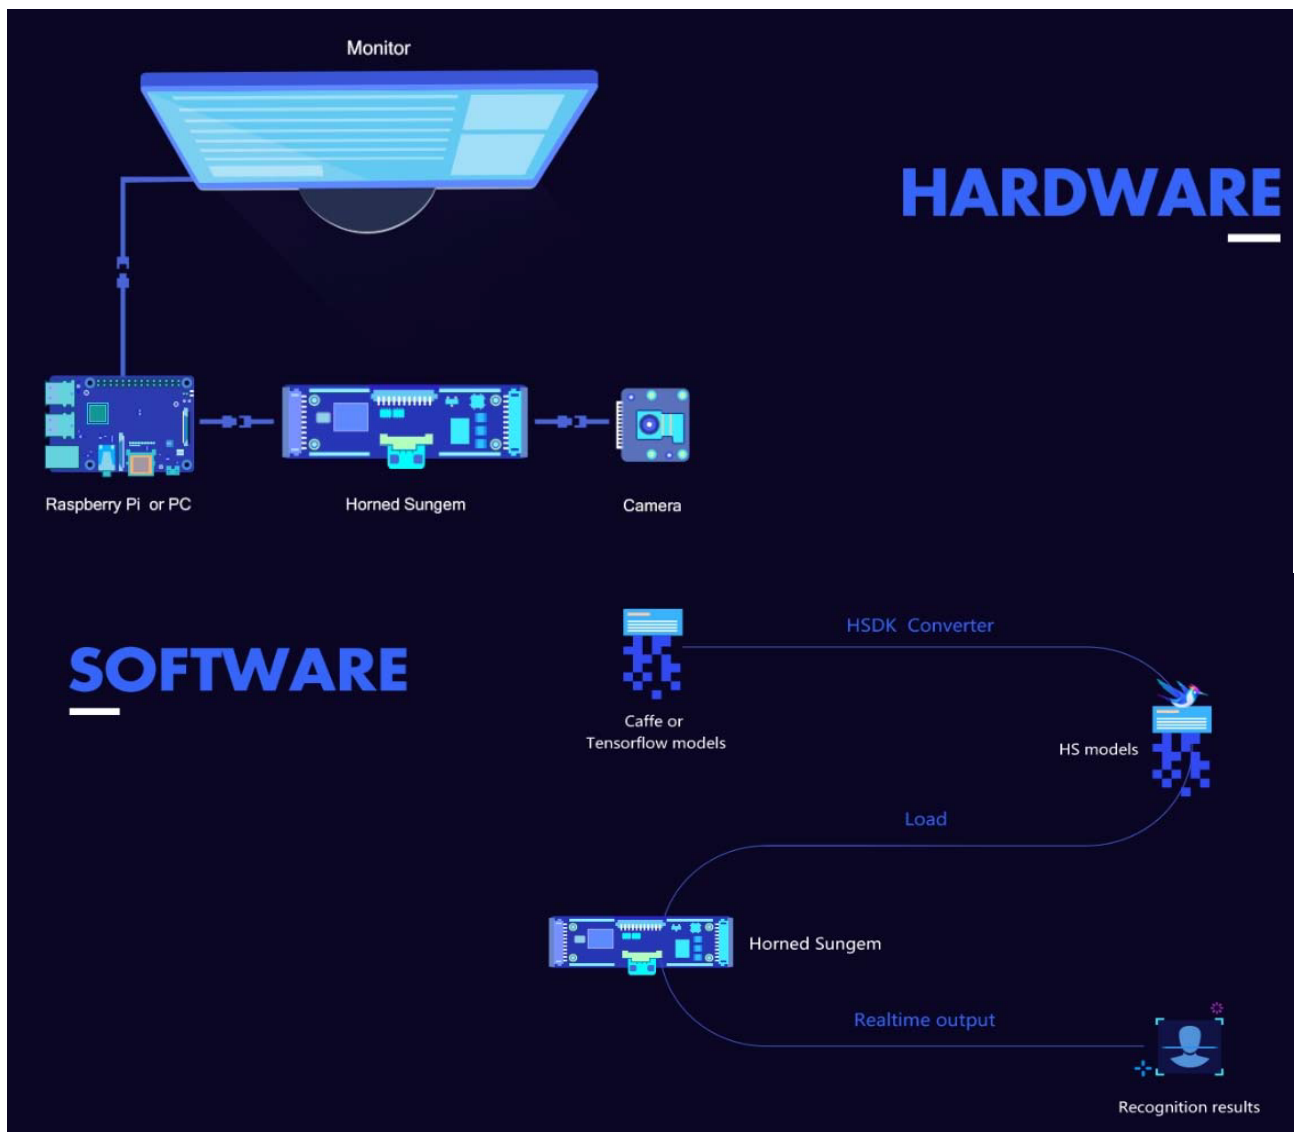 Monitor
HARDWARE
Raspberry Pi or PC
Horned Sungem
Camera
SOFTWARE
HSDK Converter
Caffe or
Tensorflow models
HS models
Load
Horned Sungem
Realtime output
Recognition results